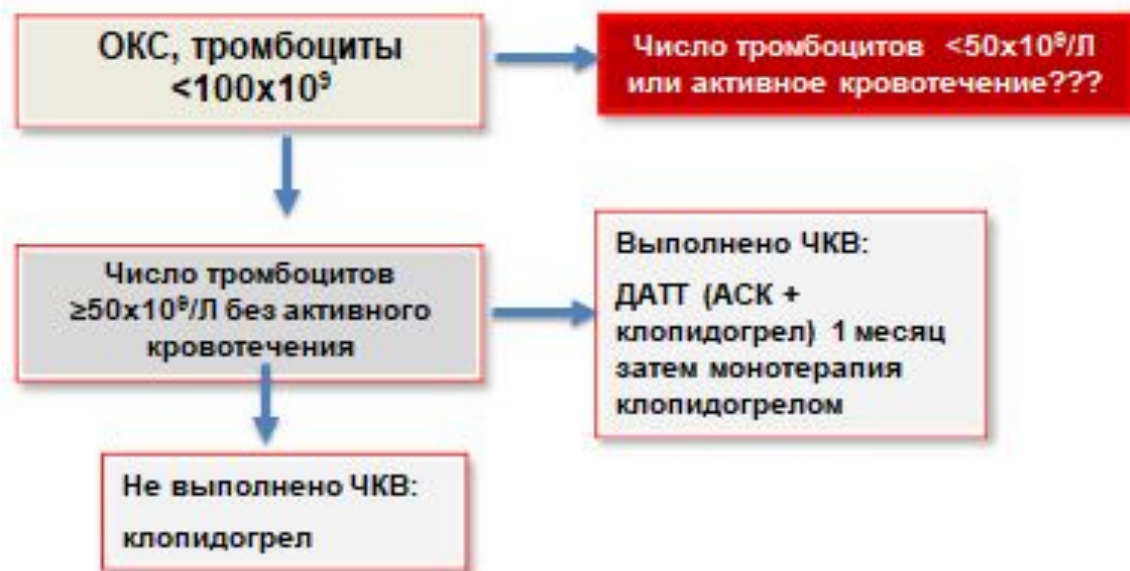 ОКС, тромбоциты
<100x10⁹
Число тромбоцитов <50x10⁹/Л
или активное кровотечение???
Число тромбоцитов
≥50x10⁹/Л без активного
кровотечения
Выполнено ЧКВ:
ДАТТ (АСК +
клопидогрел) 1 месяц
затем монотерапия
клопидогрелом
Не выполнено ЧКВ:
клопидогрел